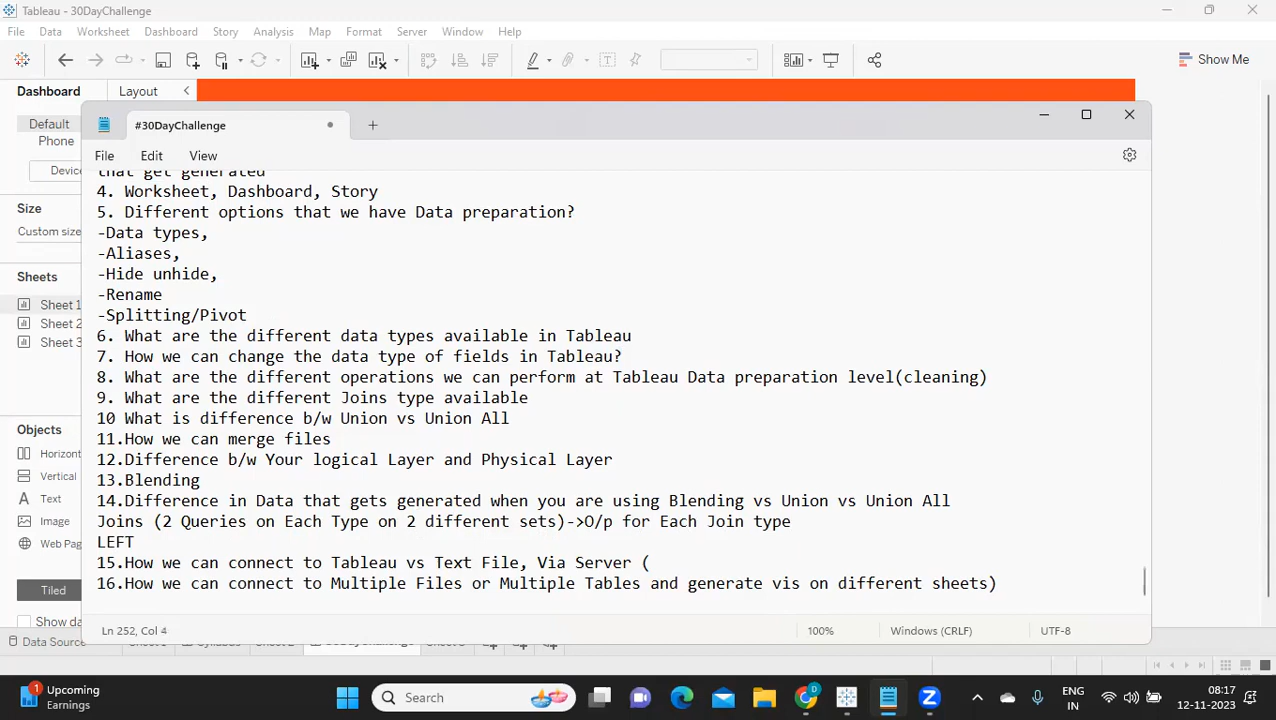 Tableau - 30DayChallenge
File Data Worksheet Dashboard Story Analysis Map Format Server Window Help
Show Me
Dashboard Layout
Default
Phone
Size
Custom size
Sheets
Sheet 1
Sheet 2
Sheet 3
Objects
Text
Image
Tiled
Data Source
#30DayChallenge
File Edit View
that get generated
4. Worksheet, Dashboard, Story
5. Different options that we have Data preparation?
-Data types,
-Aliases,
-Hide unhide,
-Rename
-Splitting/Pivot
6. What are the different data types available in Tableau
7. How we can change the data type of fields in Tableau?
8. What are the different operations we can perform at Tableau Data preparation level(cleaning)
9. What are the different Joins type available
10 What is difference b/w Union vs Union All
11.How we can merge files
12.Difference b/w Your logical Layer and Physical Layer
13.Blending
14.Difference in Data that gets generated when you are using Blending vs Union vs Union All
Joins (2 Queries on Each Type on 2 different sets)->O/p for Each Join type
LEFT
15.How we can connect to Tableau vs Text File, Via Server (
16.How we can connect to Multiple Files or Multiple Tables and generate vis on different sheets)
Ln 252, Col 4 100% Windows (CRLF) UTF-8
1 Upcoming
Earnings
Search
ENG
IN
08:17
12-11-2023